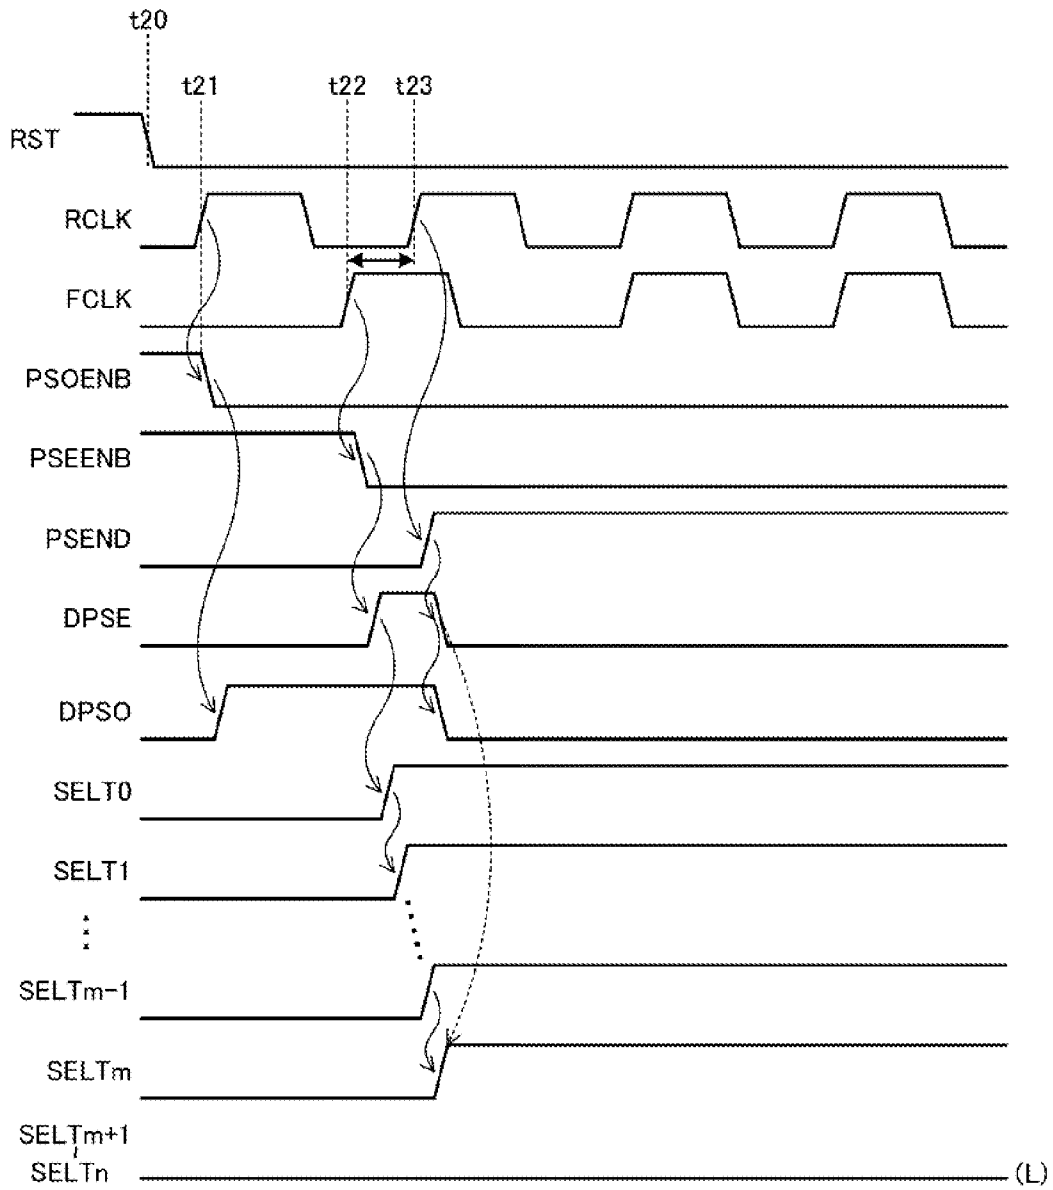 t20
t21
t22
t23
RST
RCLK
FCLK
PSOENB
PSEENB
PSEND
DPSE
DPSO
SELT0
SELT1
SELTm-1
SELTm
SELTm+1
~
SELTn
(L)